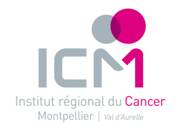 ICM
Institut régional du Cancer
Montpellier | Val d'Aurelle